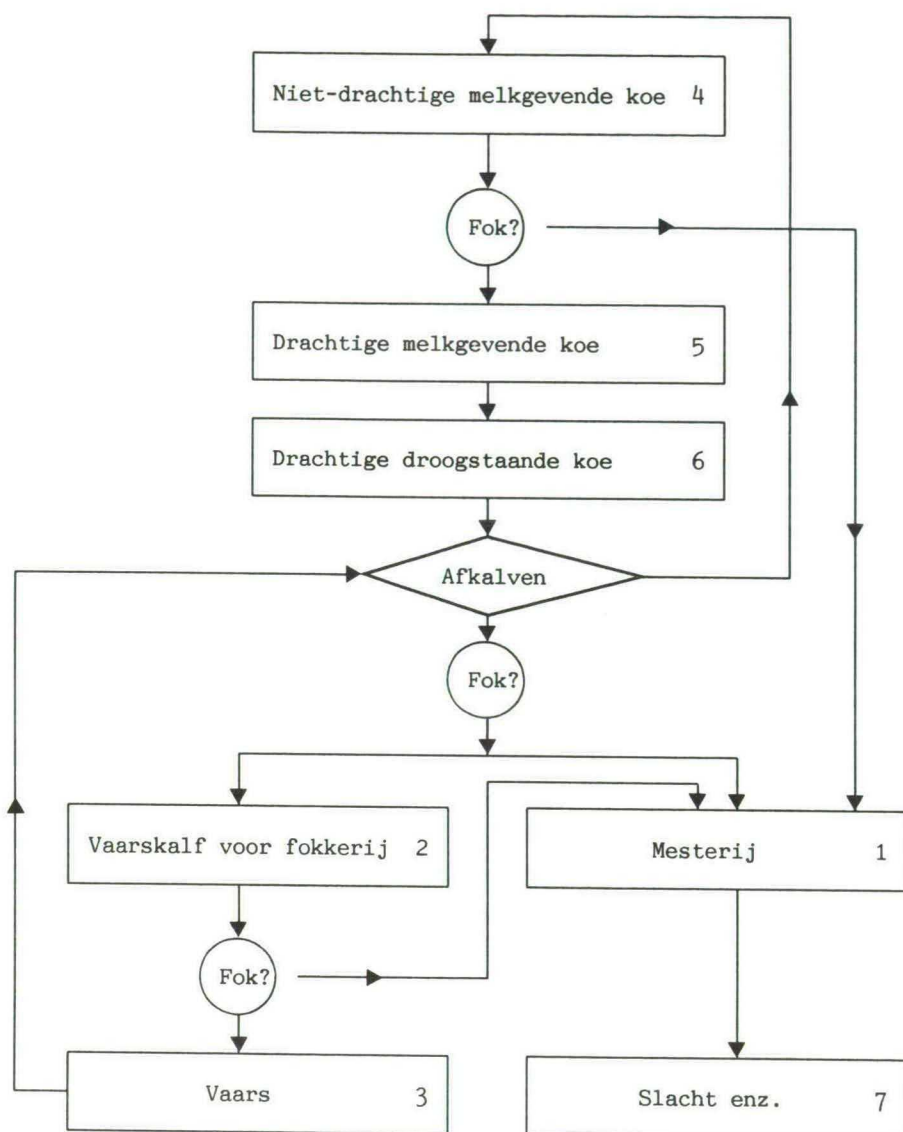 Niet-drachtige melkgevende koe 4
Fok?
Drachtige melkgevende koe 5
Drachtige droogstaande koe 6
Afkalven
Fok?
Vaarskalf voor fokkerij 2
Mesterij 1
Fok?
Vaars 3
Slacht enz. 7